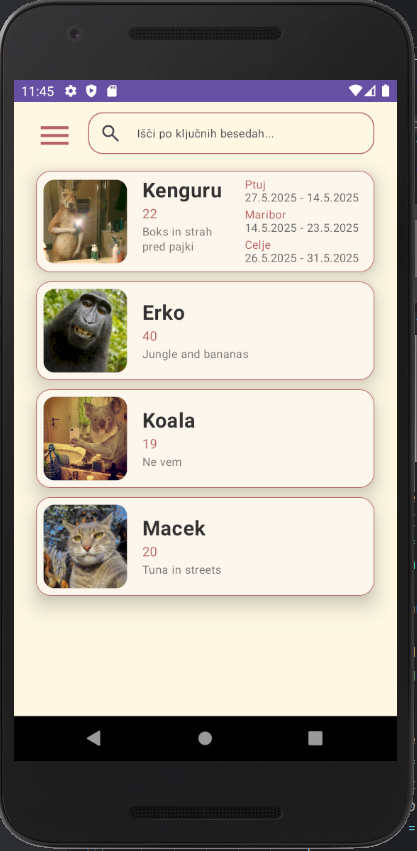 11:45
Išči po ključnih besedah...
Kenguru
22
Boks in strah
pred pajki
Ptuj
27.5.2025 - 14.5.2025
Maribor
14.5.2025 - 23.5.2025
Celje
26.5.2025 - 31.5.2025
Erko
40
Jungle and bananas
Koala
19
Ne vem
Macek
20
Tuna in streets